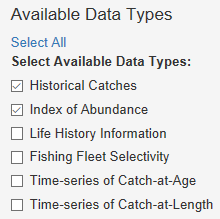 Available Data Types
Select All
Select Available Data Types:
Historical Catches
Index of Abundance
Life History Information
Fishing Fleet Selectivity
Time-series of Catch-at-Age
Time-series of Catch-at-Length